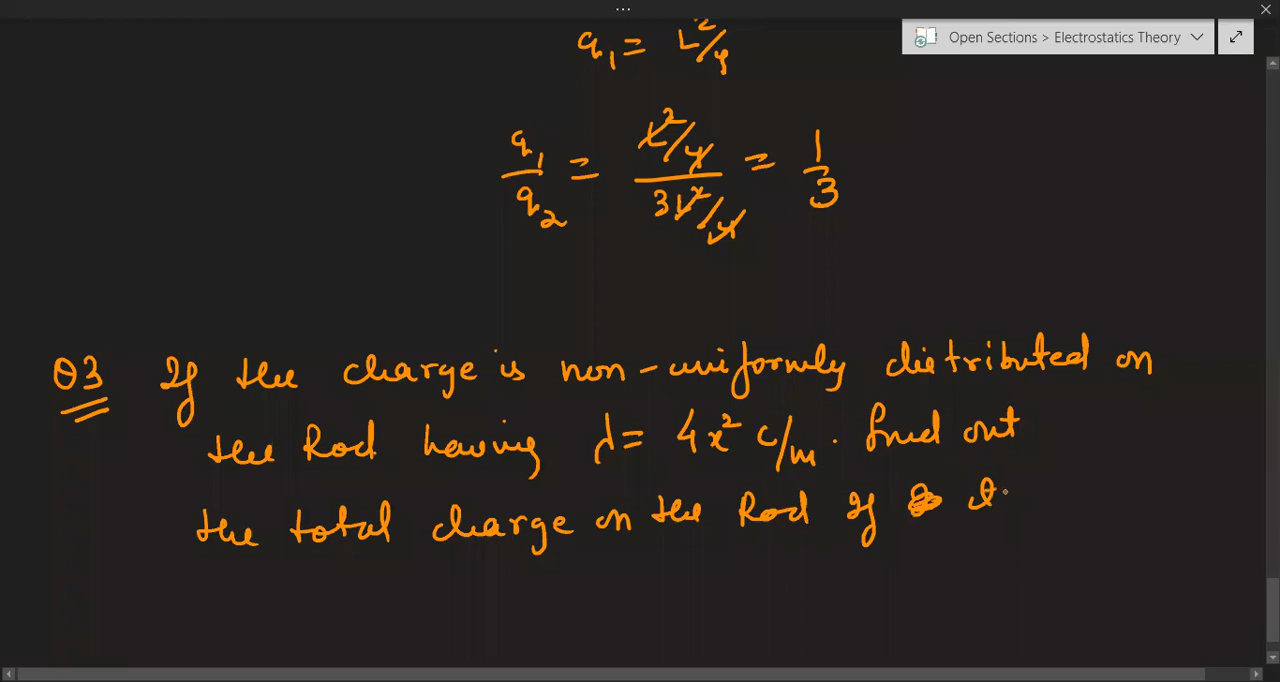 ...
Open Sections > Electrostatics Theory
q₁ = L²/4
q₁/q₂ = (L²/4)/(3L²/4) = 1/3
Q3 If the charge is non-uniformly distributed on
the Rod having λ = 4x² C/m. find out
the total charge on the Rod if